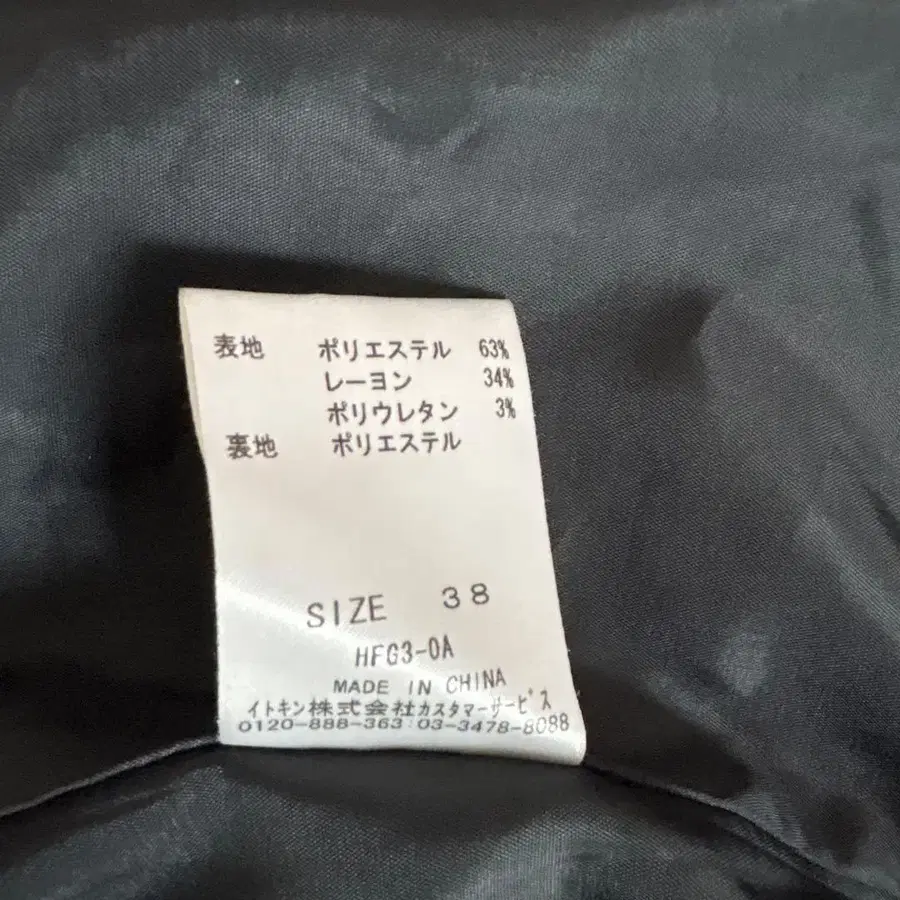 表地 ポリエステル 63%
レーヨン 34%
ポリウレタン 3%
裏地 ポリエステル
SIZE 38
HFG3-0A
MADE IN CHINA
イトキン株式会社カスタマーサービス
0120-888-363 03-3478-8088